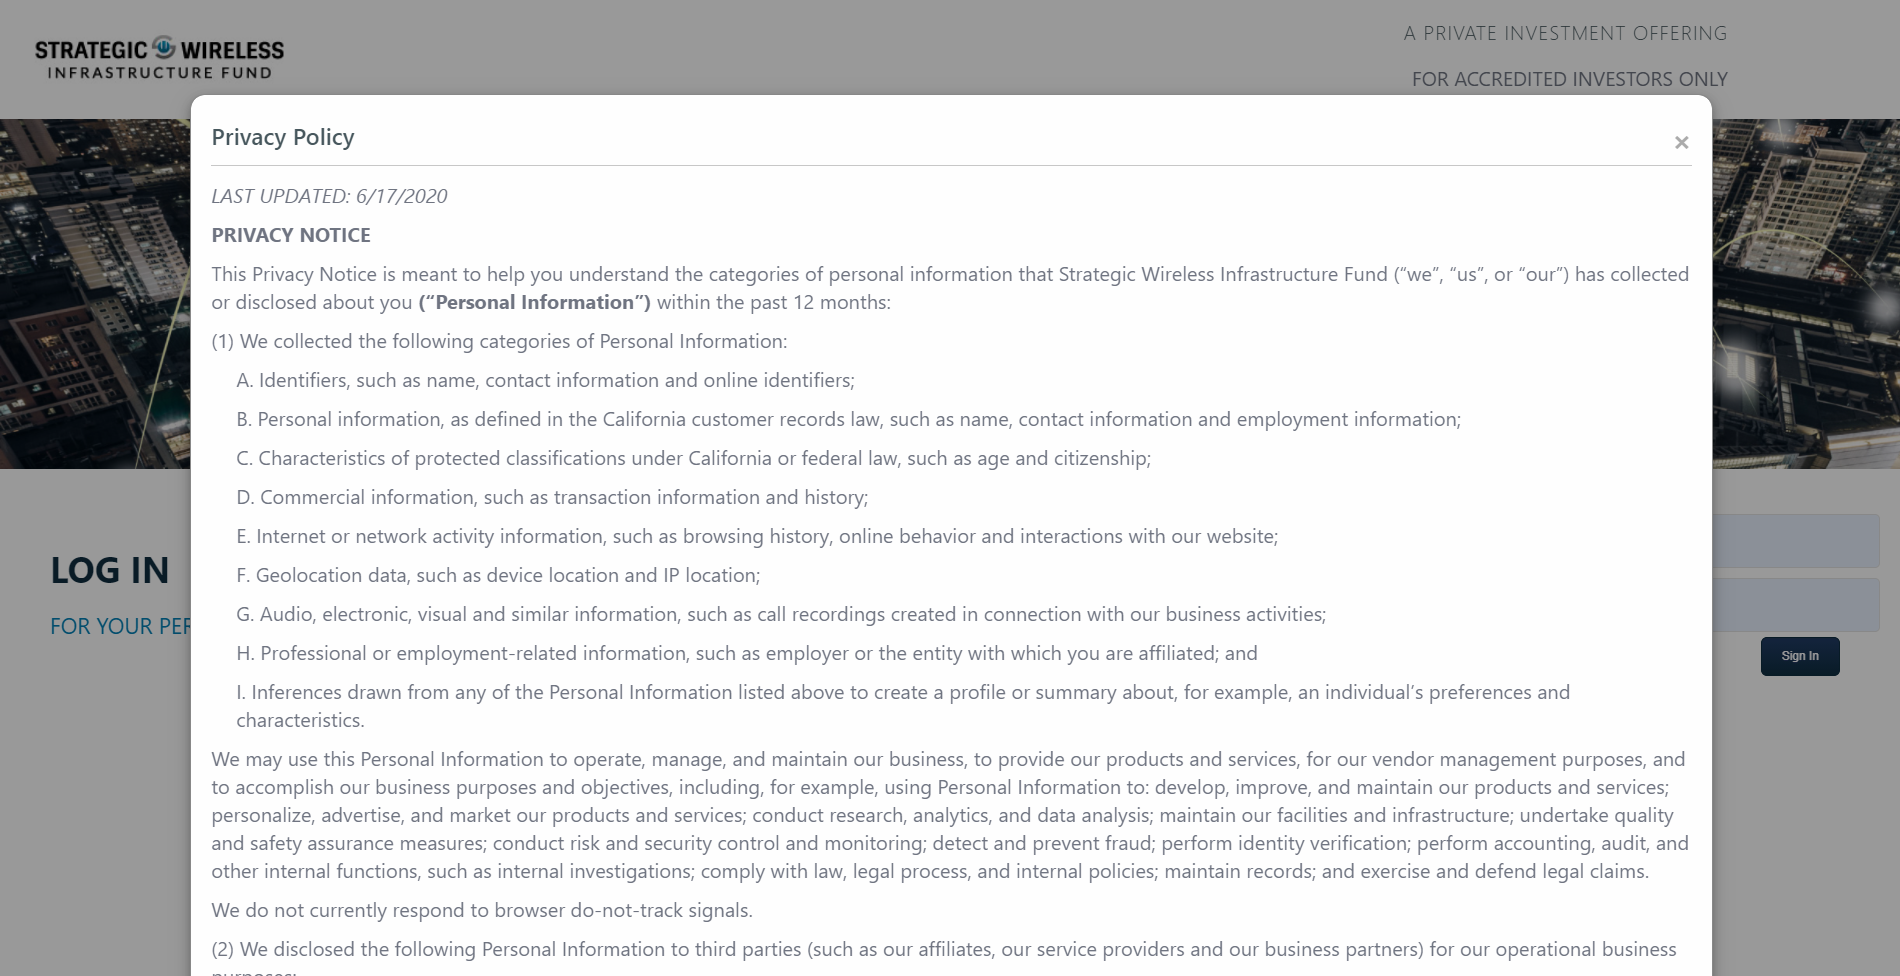 STRATEGIC WIRELESS
INFRASTRUCTURE FUND
A PRIVATE INVESTMENT OFFERING
FOR ACCREDITED INVESTORS ONLY
Privacy Policy
×
LAST UPDATED: 6/17/2020
PRIVACY NOTICE
This Privacy Notice is meant to help you understand the categories of personal information that Strategic Wireless Infrastructure Fund (“we”, “us”, or “our”) has collected
or disclosed about you (“Personal Information”) within the past 12 months:
(1) We collected the following categories of Personal Information:
A. Identifiers, such as name, contact information and online identifiers;
B. Personal information, as defined in the California customer records law, such as name, contact information and employment information;
C. Characteristics of protected classifications under California or federal law, such as age and citizenship;
D. Commercial information, such as transaction information and history;
E. Internet or network activity information, such as browsing history, online behavior and interactions with our website;
F. Geolocation data, such as device location and IP location;
G. Audio, electronic, visual and similar information, such as call recordings created in connection with our business activities;
H. Professional or employment-related information, such as employer or the entity with which you are affiliated; and
I. Inferences drawn from any of the Personal Information listed above to create a profile or summary about, for example, an individual’s preferences and
characteristics.
We may use this Personal Information to operate, manage, and maintain our business, to provide our products and services, for our vendor management purposes, and
to accomplish our business purposes and objectives, including, for example, using Personal Information to: develop, improve, and maintain our products and services;
personalize, advertise, and market our products and services; conduct research, analytics, and data analysis; maintain our facilities and infrastructure; undertake quality
and safety assurance measures; conduct risk and security control and monitoring; detect and prevent fraud; perform identity verification; perform accounting, audit, and
other internal functions, such as internal investigations; comply with law, legal process, and internal policies; maintain records; and exercise and defend legal claims.
We do not currently respond to browser do-not-track signals.
(2) We disclosed the following Personal Information to third parties (such as our affiliates, our service providers and our business partners) for our operational business
purposes:
LOG IN
FOR YOUR PER
Sign In